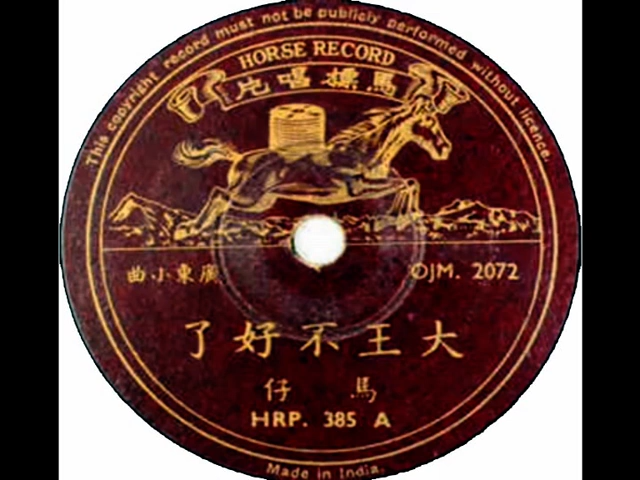 This copyright record must not be publicly performed without licence.
HORSE RECORD
馬標唱片
廣東小曲
OJM. 2072
大王不好了
馬仔
HRP. 385 A
Made in India.